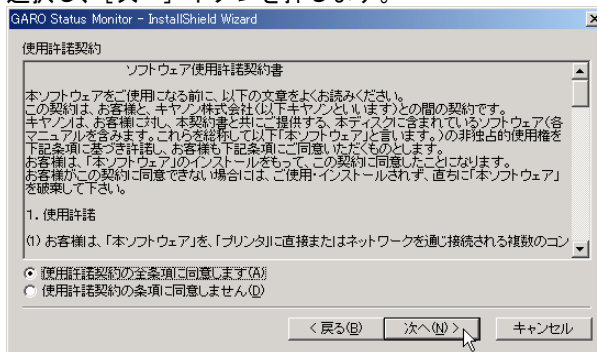 選択し、[次へ]ボタンを押します。
GARO Status Monitor - InstallShield Wizard
使用許諾契約
ソフトウェア使用許諾契約書
本ソフトウェアをご使用になる前に、以下の文章をよくお読みください。
この契約は、お客様と、キヤノン株式会社(以下キヤノンといいます)との間の契約です。
キヤノンは、お客様に対し、本契約書と共にご提供する、本ディスクに含まれているソフトウェア(各
マニュアルを含みます。これらを総称して以下「本ソフトウェア」と言います。)の非独占的使用権を
下記条項に基づき許諾し、お客様も下記条項にご同意いただくものとします。
お客様は、「本ソフトウェア」のインストールをもって、この契約に同意したことになります。
お客様がこの契約に同意できない場合には、ご使用・インストールされず、直ちに「本ソフトウェア」
を破棄して下さい。
1. 使用許諾
(1) お客様は、「本ソフトウェア」を、「プリンタ」に直接またはネットワークを通じ接続される複数のコン
使用許諾契約の全条項に同意します(A)
使用許諾契約の条項に同意しません(D)
< 戻る(B)
次へ(N) >
キャンセル